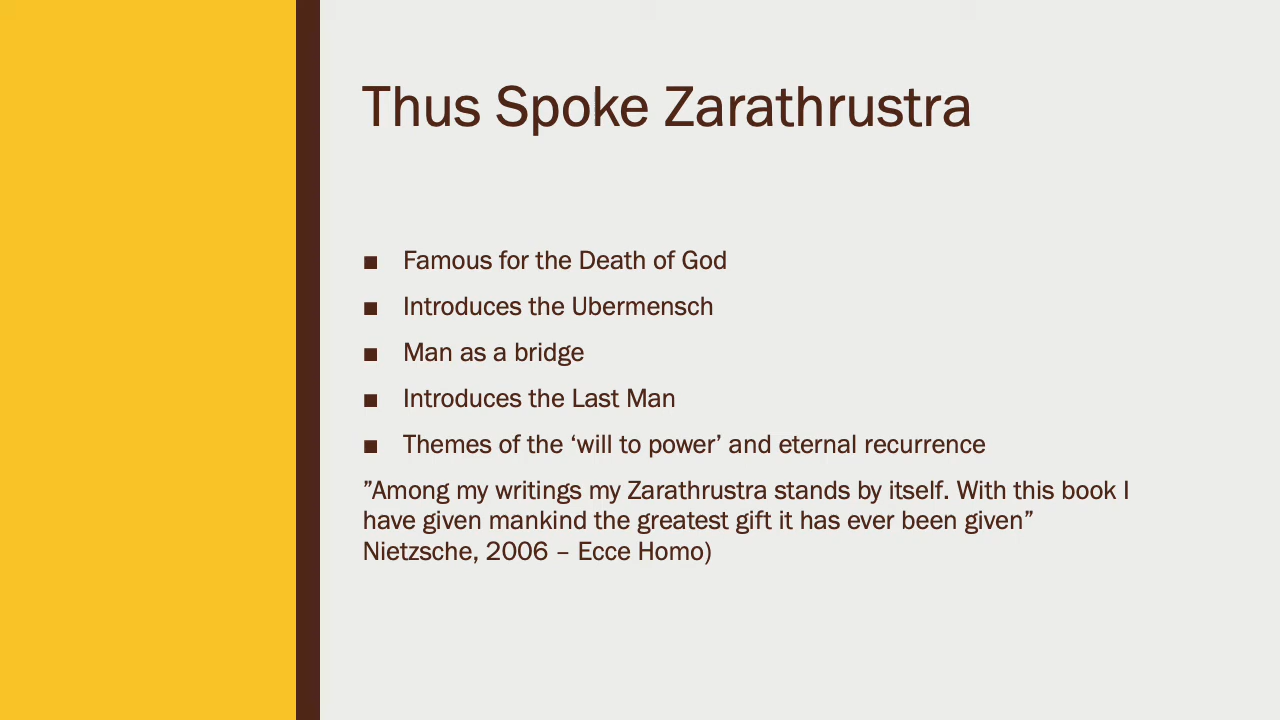 Thus Spoke Zarathrustra
■ Famous for the Death of God
■ Introduces the Ubermensch
■ Man as a bridge
■ Introduces the Last Man
■ Themes of the ‘will to power’ and eternal recurrence
”Among my writings my Zarathrustra stands by itself. With this book I
have given mankind the greatest gift it has ever been given”
Nietzsche, 2006 – Ecce Homo)